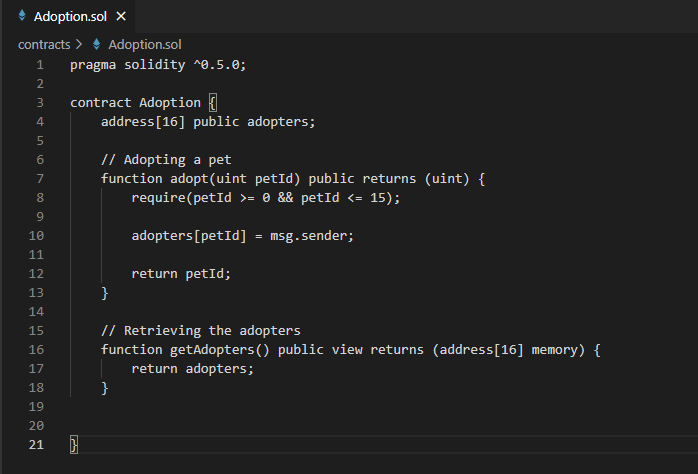 Adoption.sol ×
contracts > Adoption.sol
1 pragma solidity ^0.5.0;
2
3 contract Adoption {
4     address[16] public adopters;
5
6     // Adopting a pet
7     function adopt(uint petId) public returns (uint) {
8         require(petId >= 0 && petId <= 15);
9
10         adopters[petId] = msg.sender;
11
12         return petId;
13     }
14
15     // Retrieving the adopters
16     function getAdopters() public view returns (address[16] memory) {
17         return adopters;
18     }
19
20
21 }